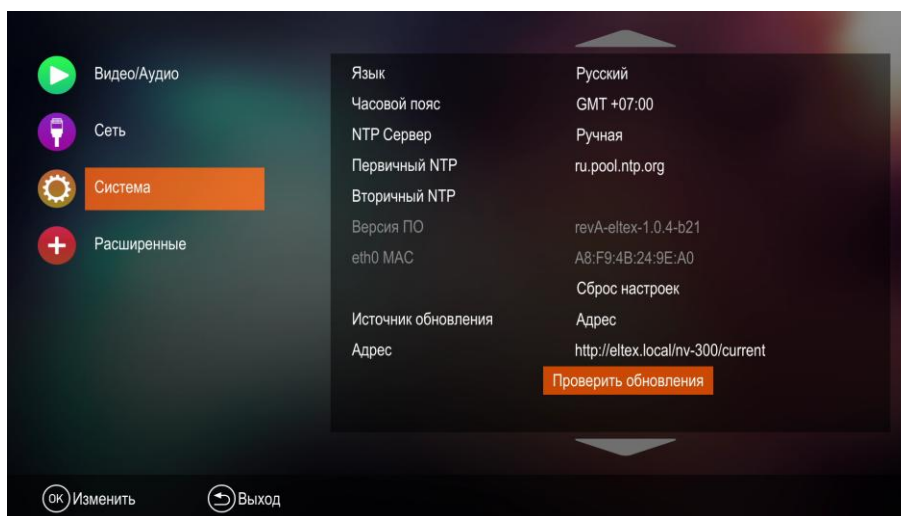 Видео/Аудио
Сеть
Система
Расширенные
Язык Русский
Часовой пояс GMT +07:00
NTP Сервер Ручная
Первичный NTP ru.pool.ntp.org
Вторичный NTP
Версия ПО revA-eltex-1.0.4-b21
eth0 MAC A8:F9:4B:24:9E:A0
Сброс настроек
Источник обновления Адрес
Адрес http://eltex.local/nv-300/current
Проверить обновления
OK Изменить Выход